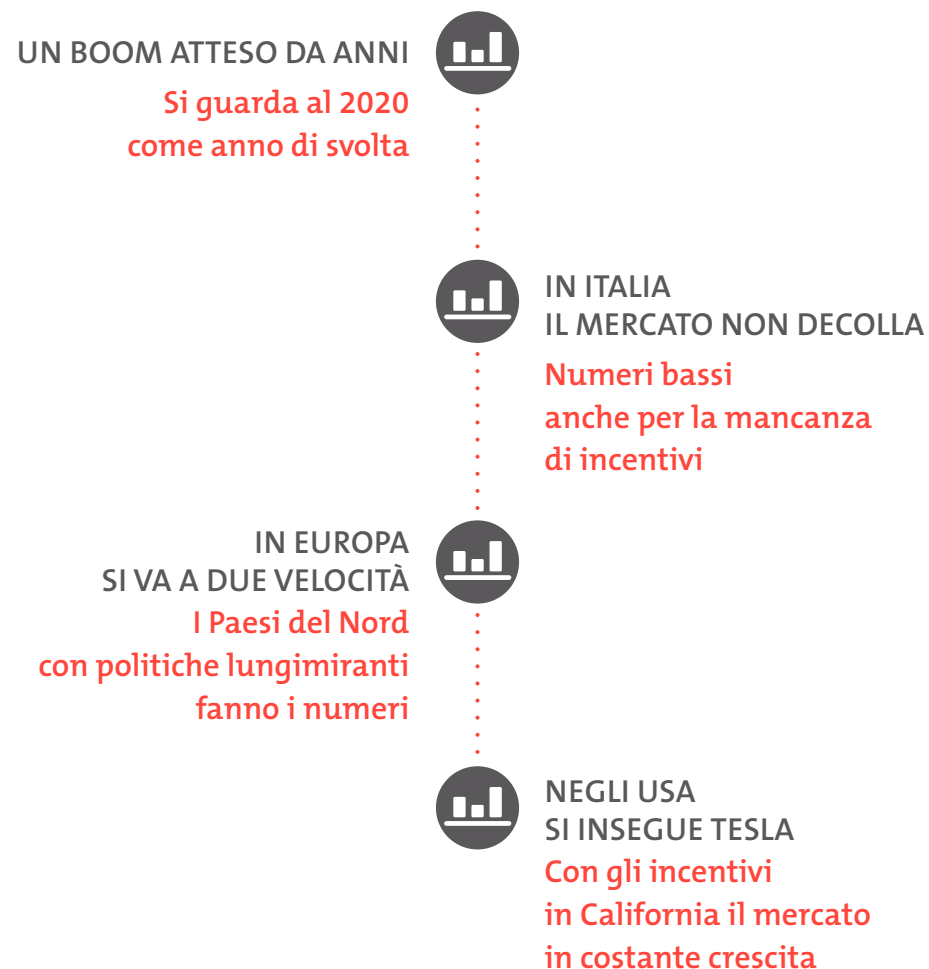 UN BOOM ATTESO DA ANNI
Si guarda al 2020
come anno di svolta
IN ITALIA
IL MERCATO NON DECOLLA
Numeri bassi
anche per la mancanza
di incentivi
IN EUROPA
SI VA A DUE VELOCITÀ
I Paesi del Nord
con politiche lungimiranti
fanno i numeri
NEGLI USA
SI INSEGUE TESLA
Con gli incentivi
in California il mercato
in costante crescita